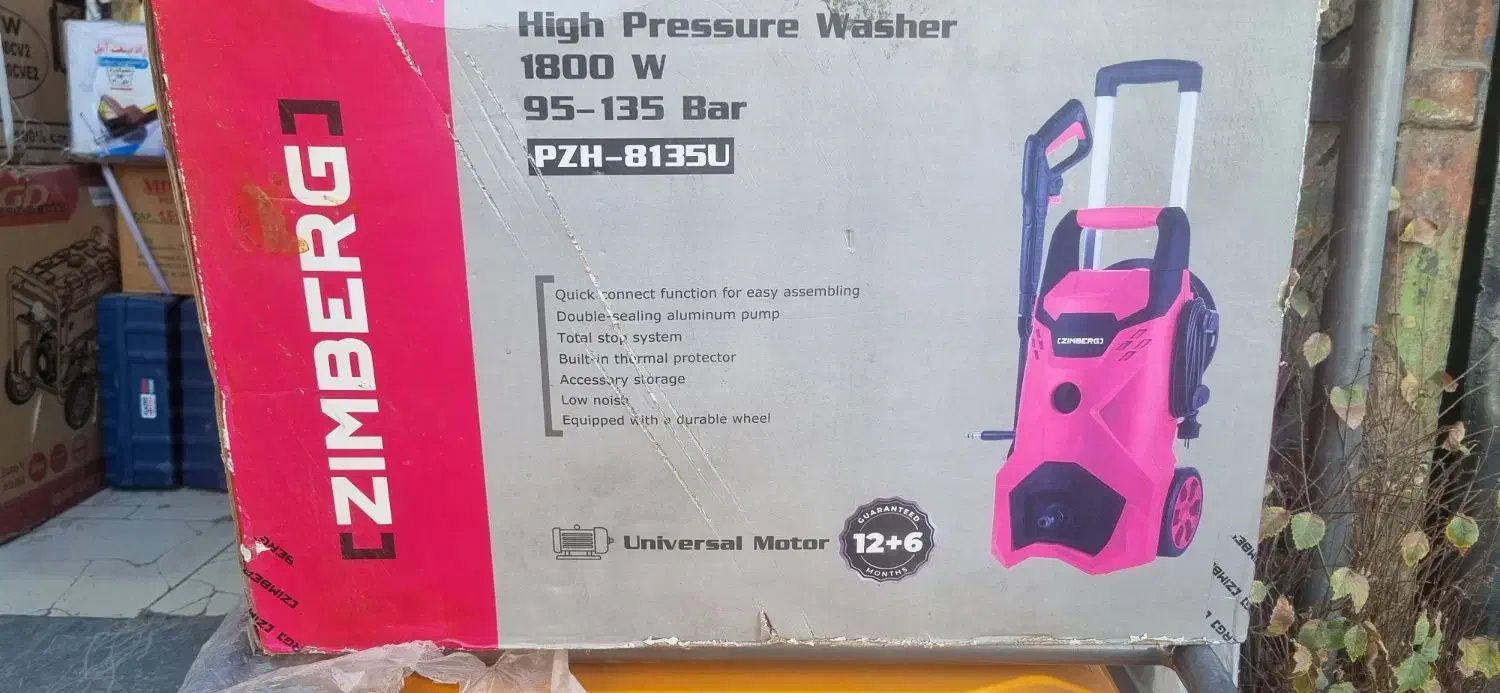 High Pressure Washer
1800 W
95-135 Bar
PZH-8135U
[ZIMBERG]
Quick connect function for easy assembling
Double-sealing aluminum pump
Total stop system
Built-in thermal protector
Accessory storage
Low noise
Equipped with a durable wheel
[ZIMBERG]
Universal Motor
GUARANTEED
12+6
MONTHS